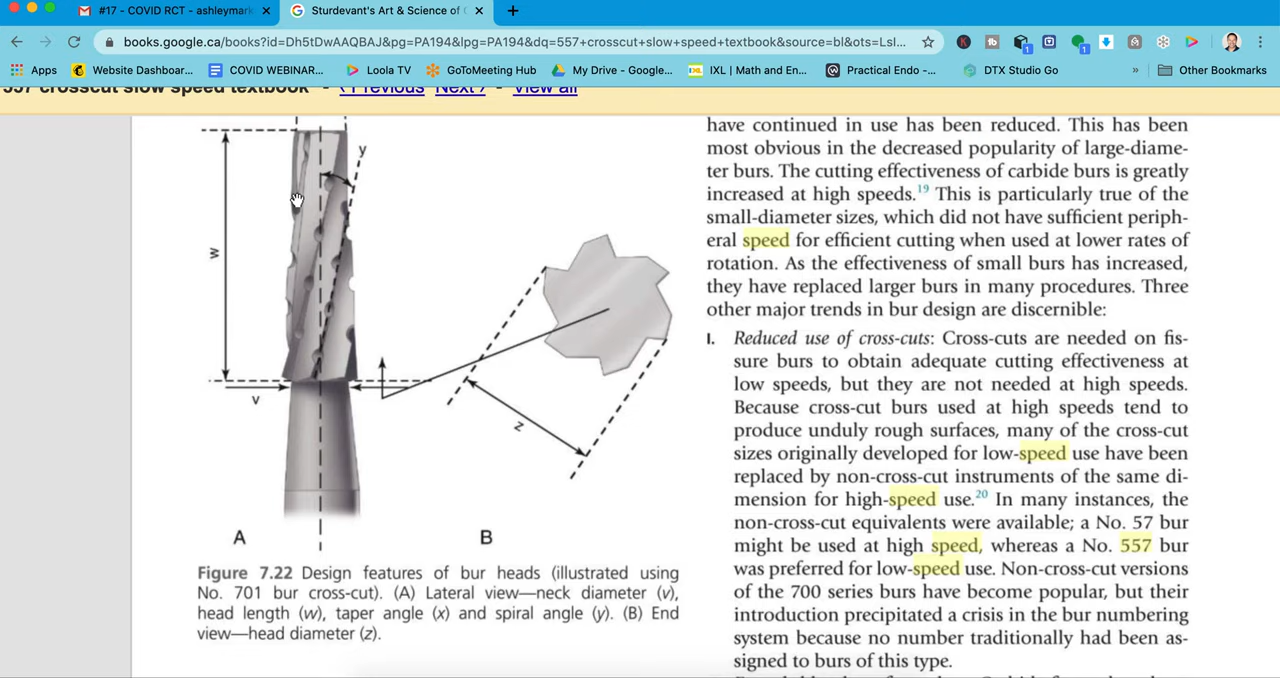 #17 - COVID RCT - ashleymark
Sturdevant's Art & Science of
books.google.ca/books?id=Dh5tDwAAQBAJ&pg=PA194&lpg=PA194&dq=557+crosscut+slow+speed+textbook&source=bl&ots=LsI...
Apps
Website Dashboar...
COVID WEBINAR...
Loola TV
GoToMeeting Hub
My Drive - Google...
IXL
IXL | Math and En...
Practical Endo -...
DTX Studio Go
»
Other Bookmarks
557 crosscut slow speed textbook - ‹ Previous Next › - View all
y
w
v
z
A
B
Figure 7.22 Design features of bur heads (illustrated using
No. 701 bur cross-cut). (A) Lateral view—neck diameter (v),
head length (w), taper angle (x) and spiral angle (y). (B) End
view—head diameter (z).
have continued in use has been reduced. This has been
most obvious in the decreased popularity of large-diame-
ter burs. The cutting effectiveness of carbide burs is greatly
increased at high speeds.19 This is particularly true of the
small-diameter sizes, which did not have sufficient periph-
eral speed for efficient cutting when used at lower rates of
rotation. As the effectiveness of small burs has increased,
they have replaced larger burs in many procedures. Three
other major trends in bur design are discernible:
I. Reduced use of cross-cuts: Cross-cuts are needed on fis-
sure burs to obtain adequate cutting effectiveness at
low speeds, but they are not needed at high speeds.
Because cross-cut burs used at high speeds tend to
produce unduly rough surfaces, many of the cross-cut
sizes originally developed for low-speed use have been
replaced by non-cross-cut instruments of the same di-
mension for high-speed use.20 In many instances, the
non-cross-cut equivalents were available; a No. 57 bur
might be used at high speed, whereas a No. 557 bur
was preferred for low-speed use. Non-cross-cut versions
of the 700 series burs have become popular, but their
introduction precipitated a crisis in the bur numbering
system because no number traditionally had been as-
signed to burs of this type.